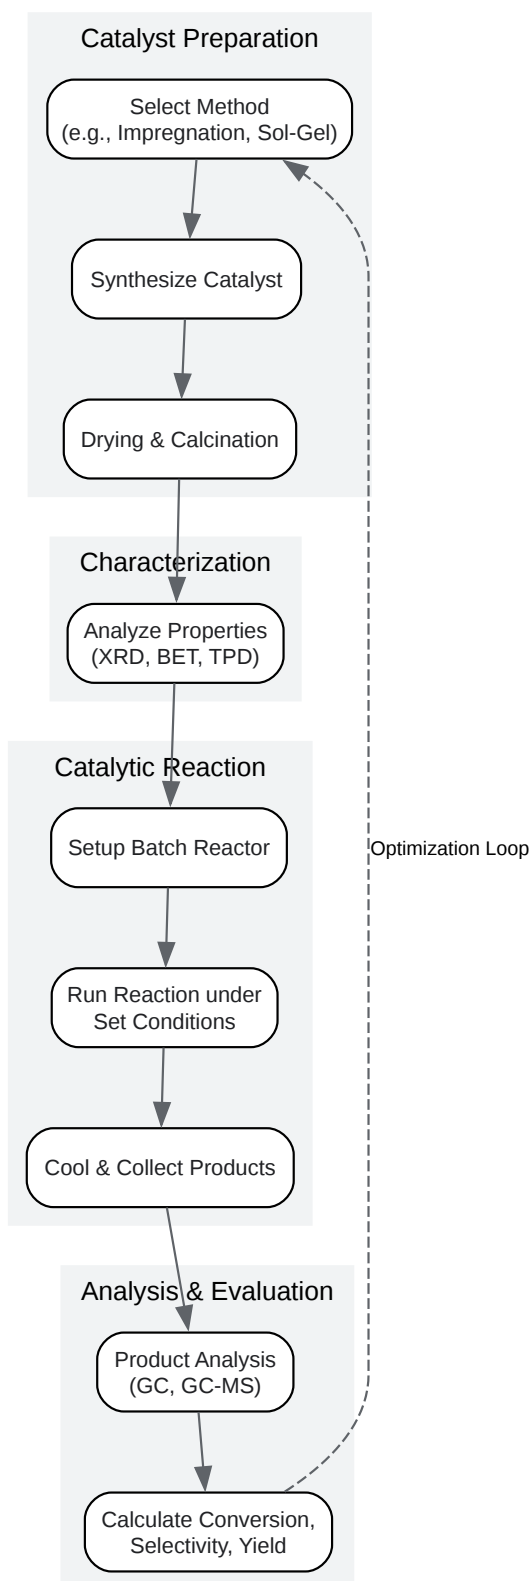 Catalyst Preparation
Select Method
(e.g., Impregnation, Sol-Gel)
Synthesize Catalyst
Drying & Calcination
Characterization
Analyze Properties
(XRD, BET, TPD)
Catalytic Reaction
Setup Batch Reactor
Optimization Loop
Run Reaction under
Set Conditions
Cool & Collect Products
Analysis & Evaluation
Product Analysis
(GC, GC-MS)
Calculate Conversion,
Selectivity, Yield